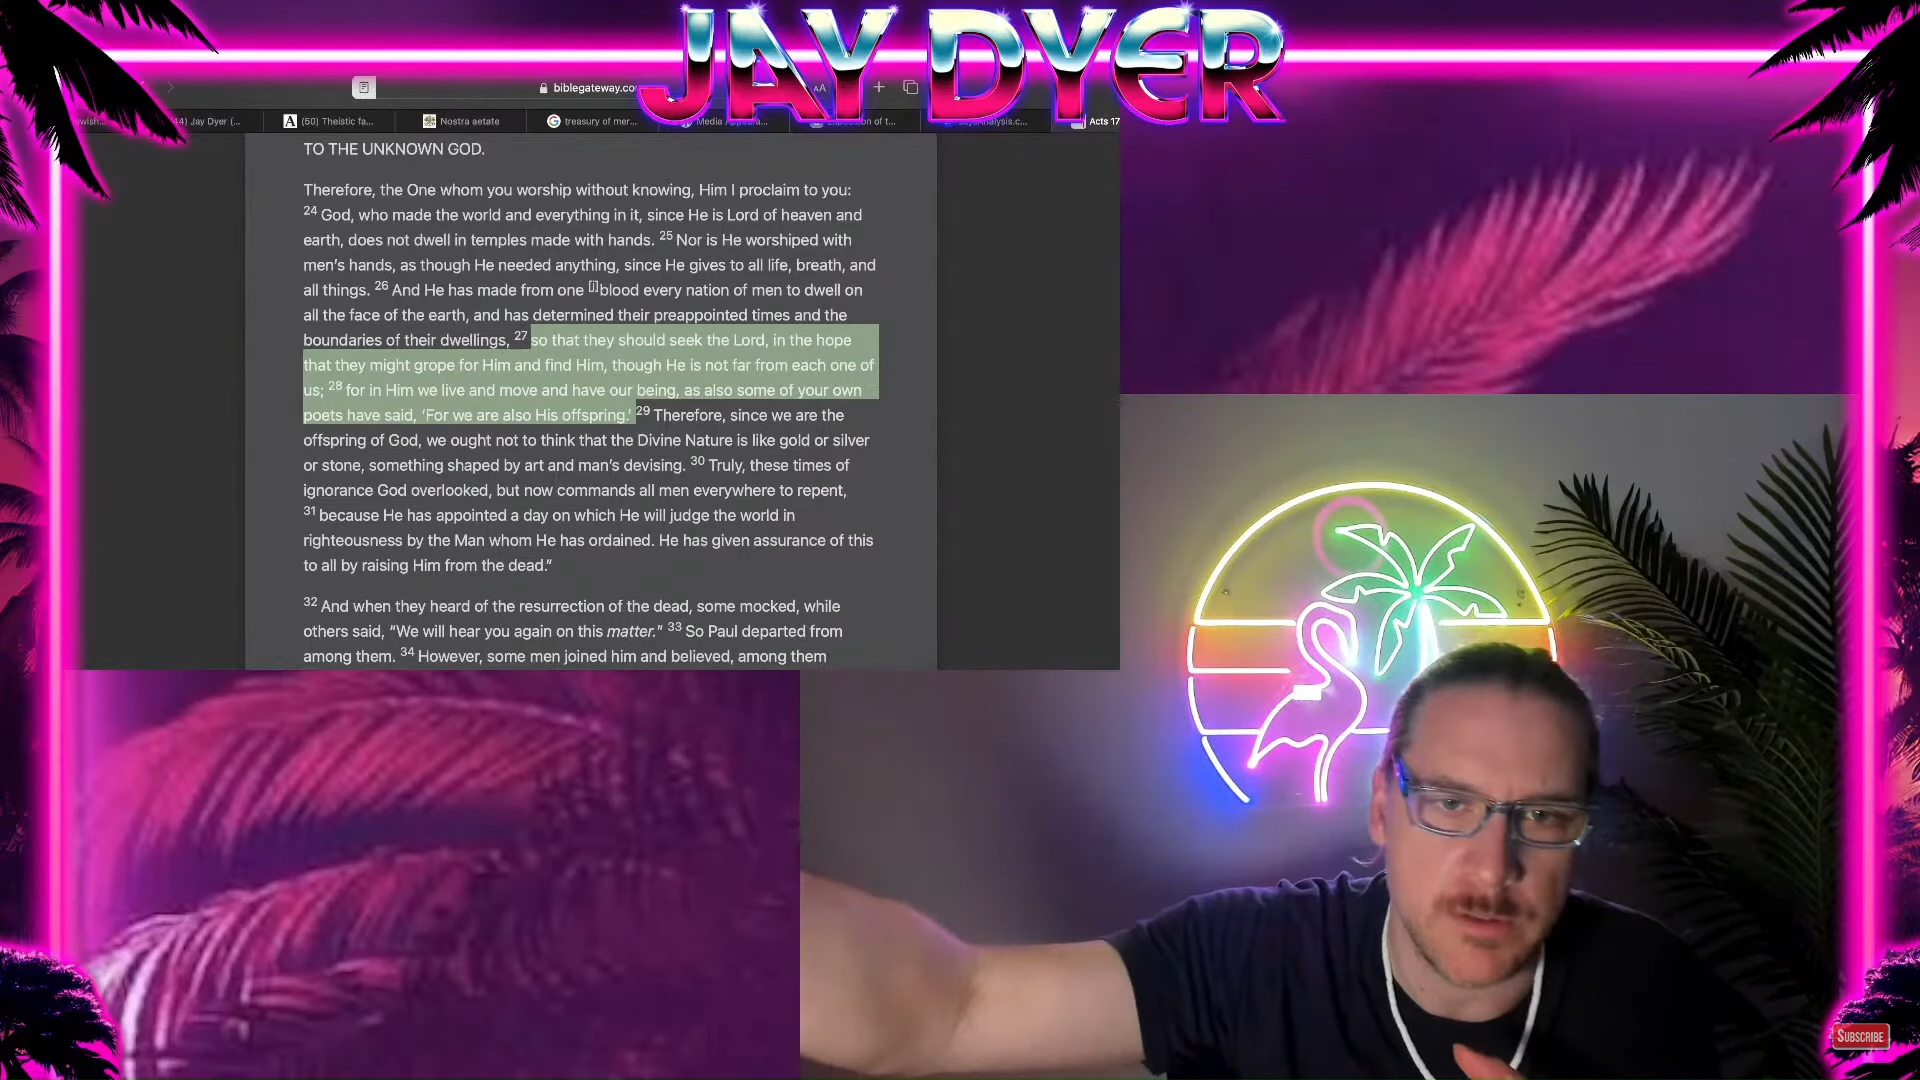 JAY DYER
biblegateway.co
AA
44) Jay Dyer (...
(50) Theistic fa...
Nostra aetate
treasury of mer...
Media Appeara...
Acts 17
TO THE UNKNOWN GOD.
Therefore, the One whom you worship without knowing, Him I proclaim to you:
24 God, who made the world and everything in it, since He is Lord of heaven and
earth, does not dwell in temples made with hands. 25 Nor is He worshiped with
men’s hands, as though He needed anything, since He gives to all life, breath, and
all things. 26 And He has made from one [j]blood every nation of men to dwell on
all the face of the earth, and has determined their preappointed times and the
boundaries of their dwellings, 27 so that they should seek the Lord, in the hope
that they might grope for Him and find Him, though He is not far from each one of
us; 28 for in Him we live and move and have our being, as also some of your own
poets have said, ‘For we are also His offspring.’ 29 Therefore, since we are the
offspring of God, we ought not to think that the Divine Nature is like gold or silver
or stone, something shaped by art and man’s devising. 30 Truly, these times of
ignorance God overlooked, but now commands all men everywhere to repent,
31 because He has appointed a day on which He will judge the world in
righteousness by the Man whom He has ordained. He has given assurance of this
to all by raising Him from the dead.”
32 And when they heard of the resurrection of the dead, some mocked, while
others said, “We will hear you again on this matter.” 33 So Paul departed from
among them. 34 However, some men joined him and believed, among them
SUBSCRIBE